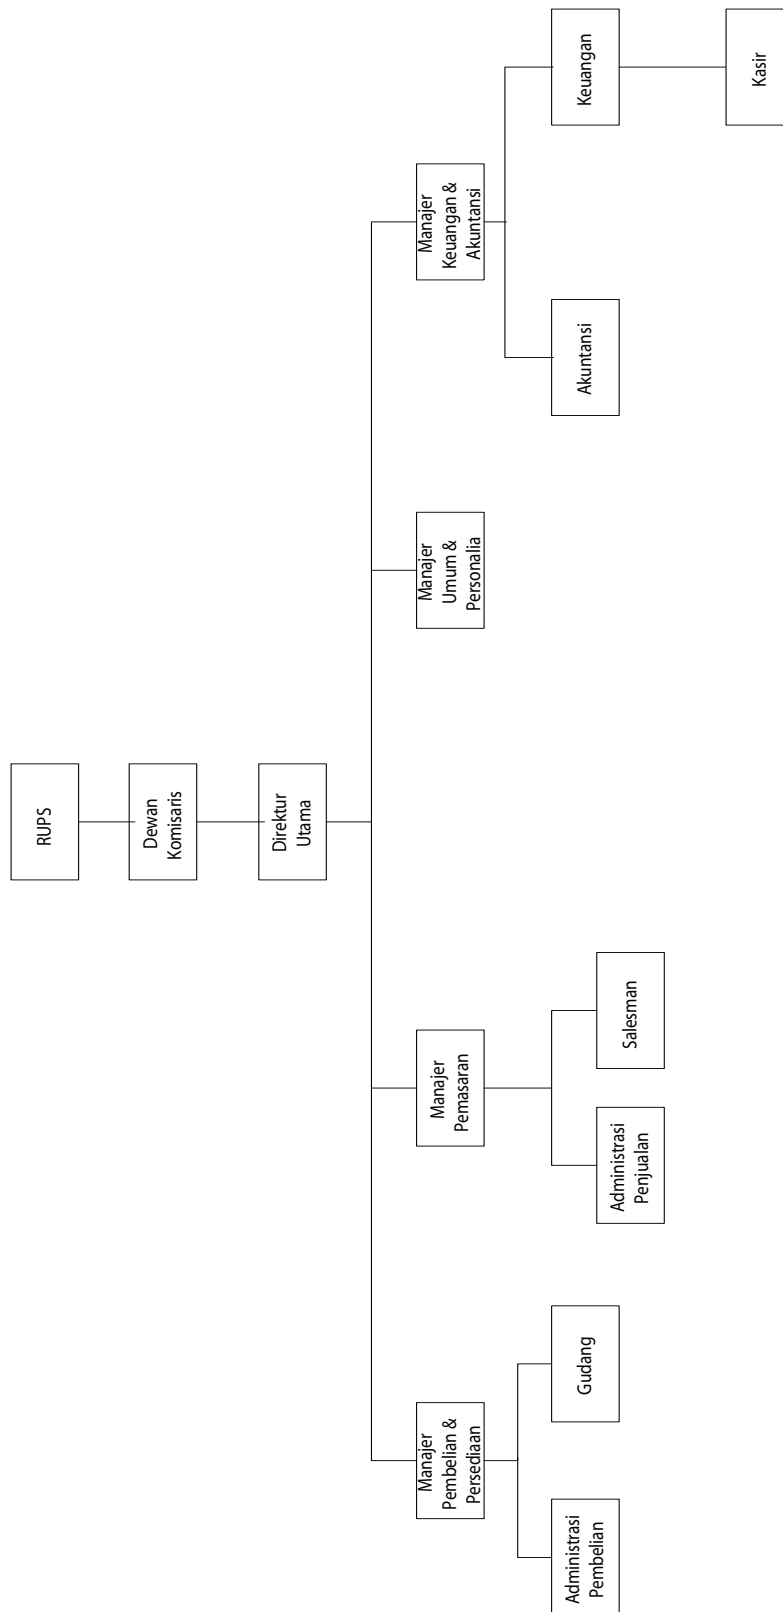 RUPS
Dewan
Komisaris
Direktur
Utama
Manajer
Pembelian &
Persediaan
Manajer
Pemasaran
Manajer
Umum &
Personalia
Manajer
Keuangan &
Akuntansi
Administrasi
Pembelian
Gudang
Administrasi
Penjualan
Salesman
Akuntansi
Keuangan
Kasir